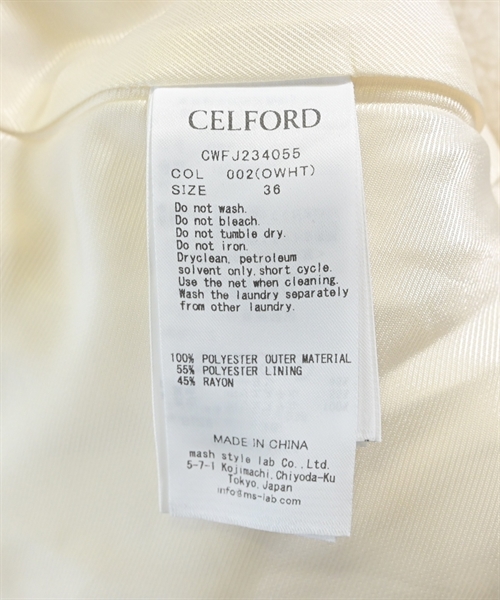 CELFORD
CWFJ234055
COL 002(OWHT)
SIZE 36
Do not wash.
Do not bleach.
Do not tumble dry.
Do not iron.
Dryclean, petroleum
solvent only, short cycle.
Use the net when cleaning.
Wash the laundry separately
from other laundry.
100% POLYESTER OUTER MATERIAL
55% POLYESTER LINING
45% RAYON
MADE IN CHINA
mash style lab Co., Ltd.
5-7-1 Kojimachi, Chiyoda-Ku
Tokyo, Japan
info@ms-lab.com